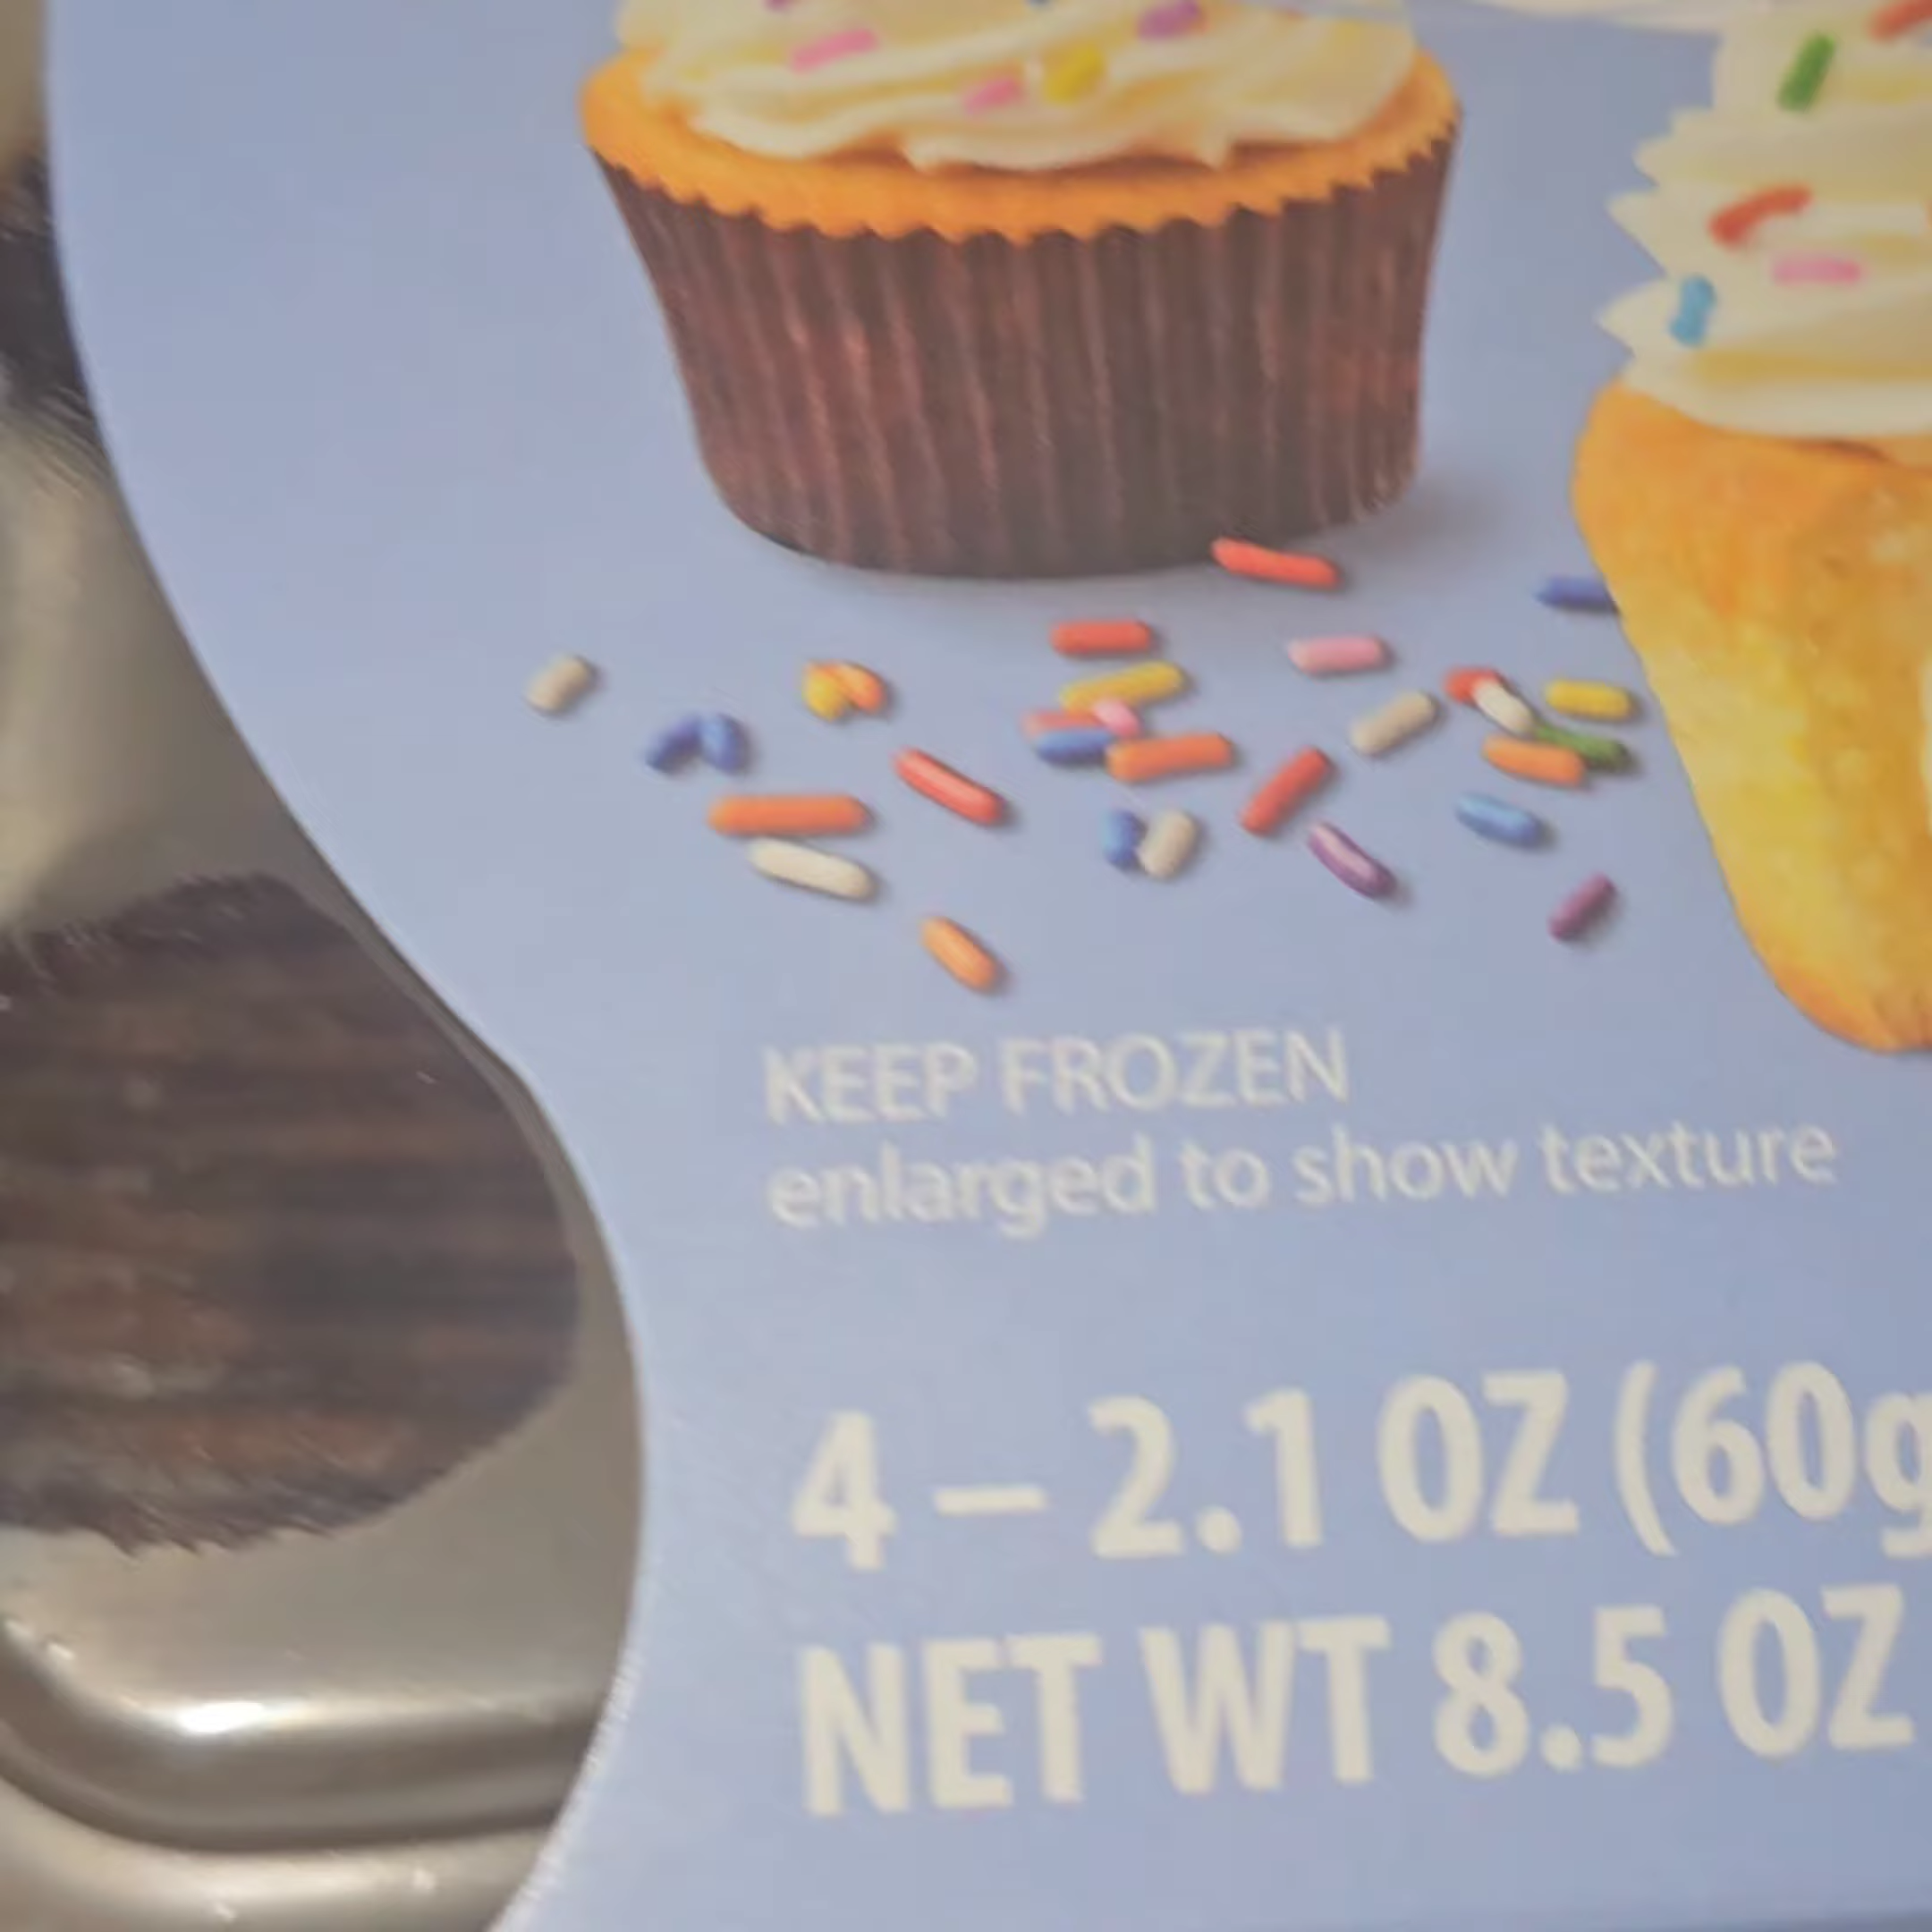 KEEP FROZEN
enlarged to show texture
4 – 2.1 OZ (60g
NET WT 8.5 OZ